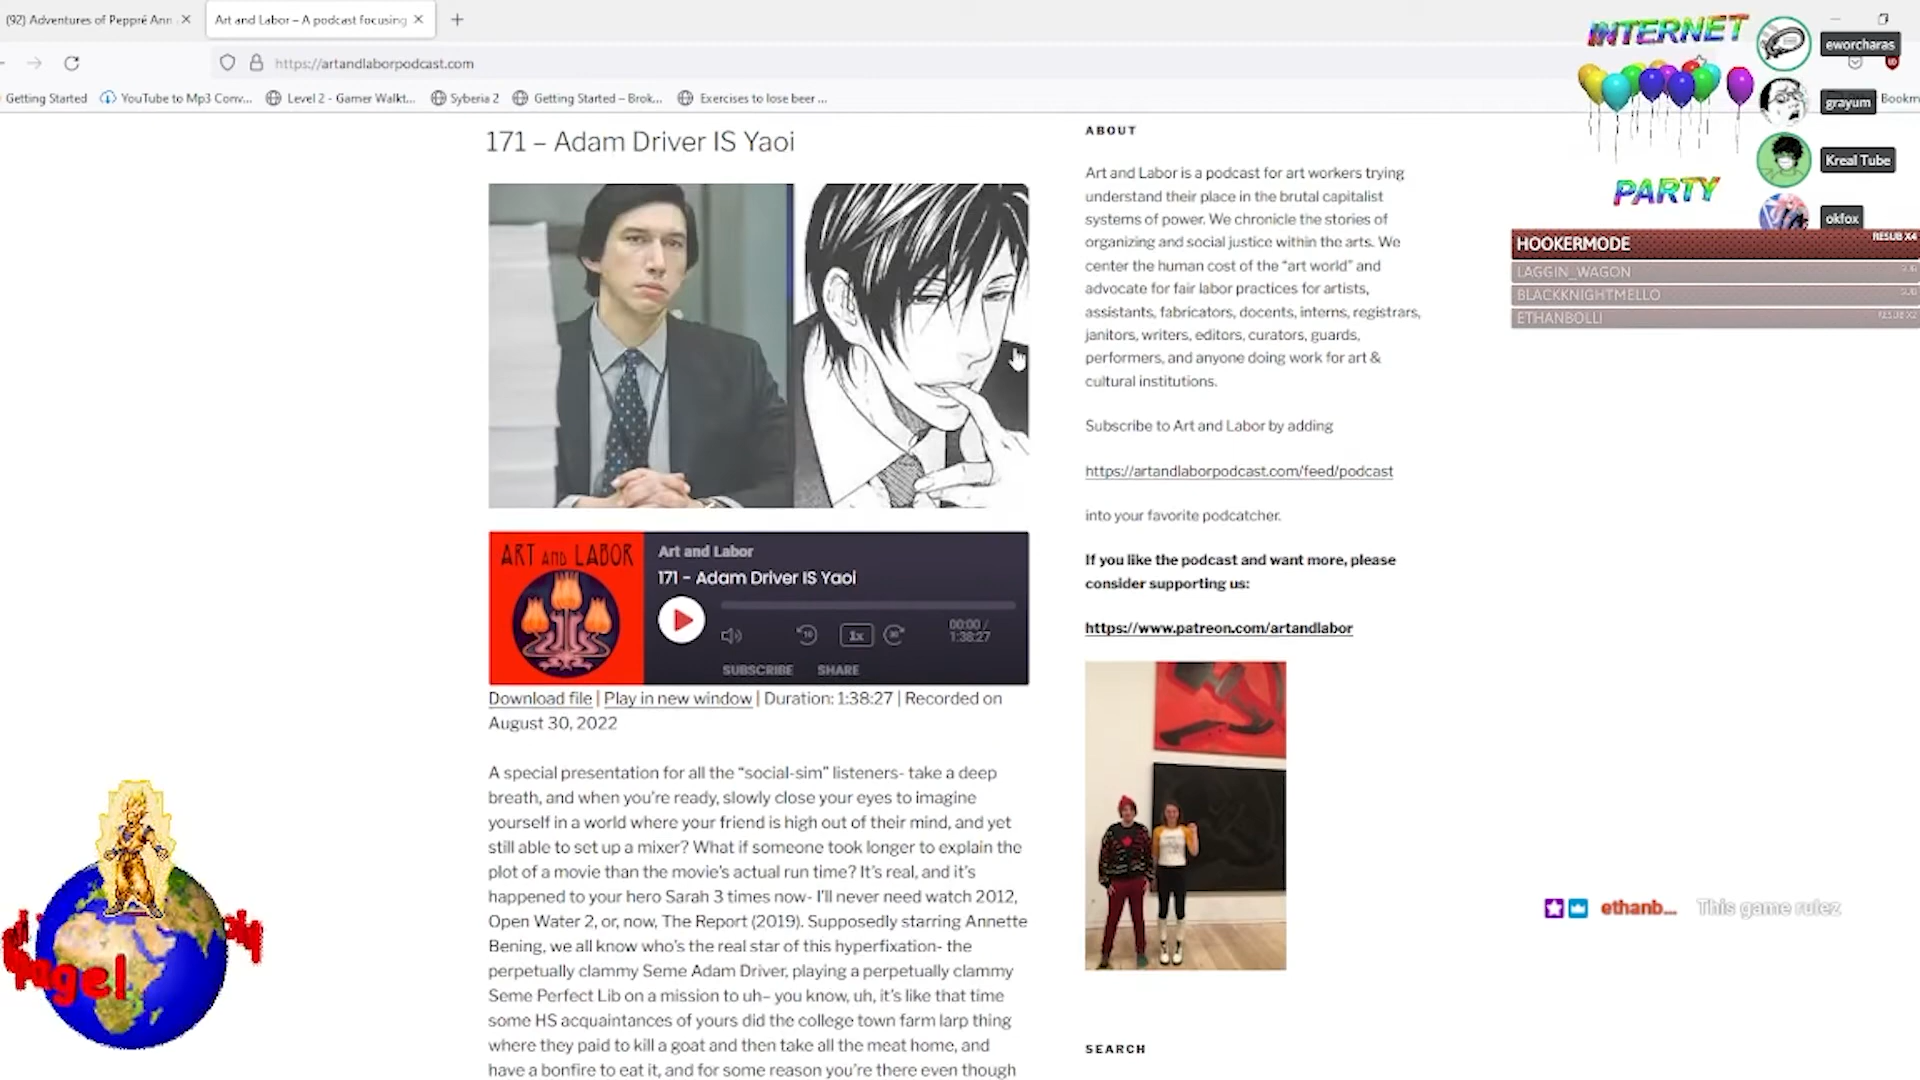 (92) Adventures of Peppré Ann
Art and Labor – A podcast focusing
https://artandlaborpodcast.com
Getting Started
YouTube to Mp3 Conv...
Level 2 - Gamer Walkt...
Syberia 2
Getting Started – Brok...
Exercises to lose beer ...
Bookm
INTERNET
PARTY
eworcharas
grayum
Kreal Tube
okfox
HOOKERMODE RESUB X4
LAGGIN_WAGON SUB
BLACKKNIGHTMELLO SUB
ETHANBOLLI RESUB X2
171 – Adam Driver IS Yaoi
ART AND LABOR
Art and Labor
171 - Adam Driver IS Yaoi
10
1x
30
00:00 /
1:38:27
SUBSCRIBE SHARE
Download file | Play in new window | Duration: 1:38:27 | Recorded on
August 30, 2022
A special presentation for all the “social-sim” listeners- take a deep
breath, and when you’re ready, slowly close your eyes to imagine
yourself in a world where your friend is high out of their mind, and yet
still able to set up a mixer? What if someone took longer to explain the
plot of a movie than the movie’s actual run time? It’s real, and it’s
happened to your hero Sarah 3 times now- I’ll never need watch 2012,
Open Water 2, or, now, The Report (2019). Supposedly starring Annette
Bening, we all know who’s the real star of this hyperfixation- the
perpetually clammy Seme Adam Driver, playing a perpetually clammy
Seme Perfect Lib on a mission to uh– you know, uh, it’s like that time
some HS acquaintances of yours did the college town farm larp thing
where they paid to kill a goat and then take all the meat home, and
have a bonfire to eat it, and for some reason you’re there even though
ABOUT
Art and Labor is a podcast for art workers trying
understand their place in the brutal capitalist
systems of power. We chronicle the stories of
organizing and social justice within the arts. We
center the human cost of the “art world” and
advocate for fair labor practices for artists,
assistants, fabricators, docents, interns, registrars,
janitors, writers, editors, curators, guards,
performers, and anyone doing work for art &
cultural institutions.
Subscribe to Art and Labor by adding
https://artandlaborpodcast.com/feed/podcast
into your favorite podcatcher.
If you like the podcast and want more, please
consider supporting us:
https://www.patreon.com/artandlabor
SEARCH
ethanb... This game rulez